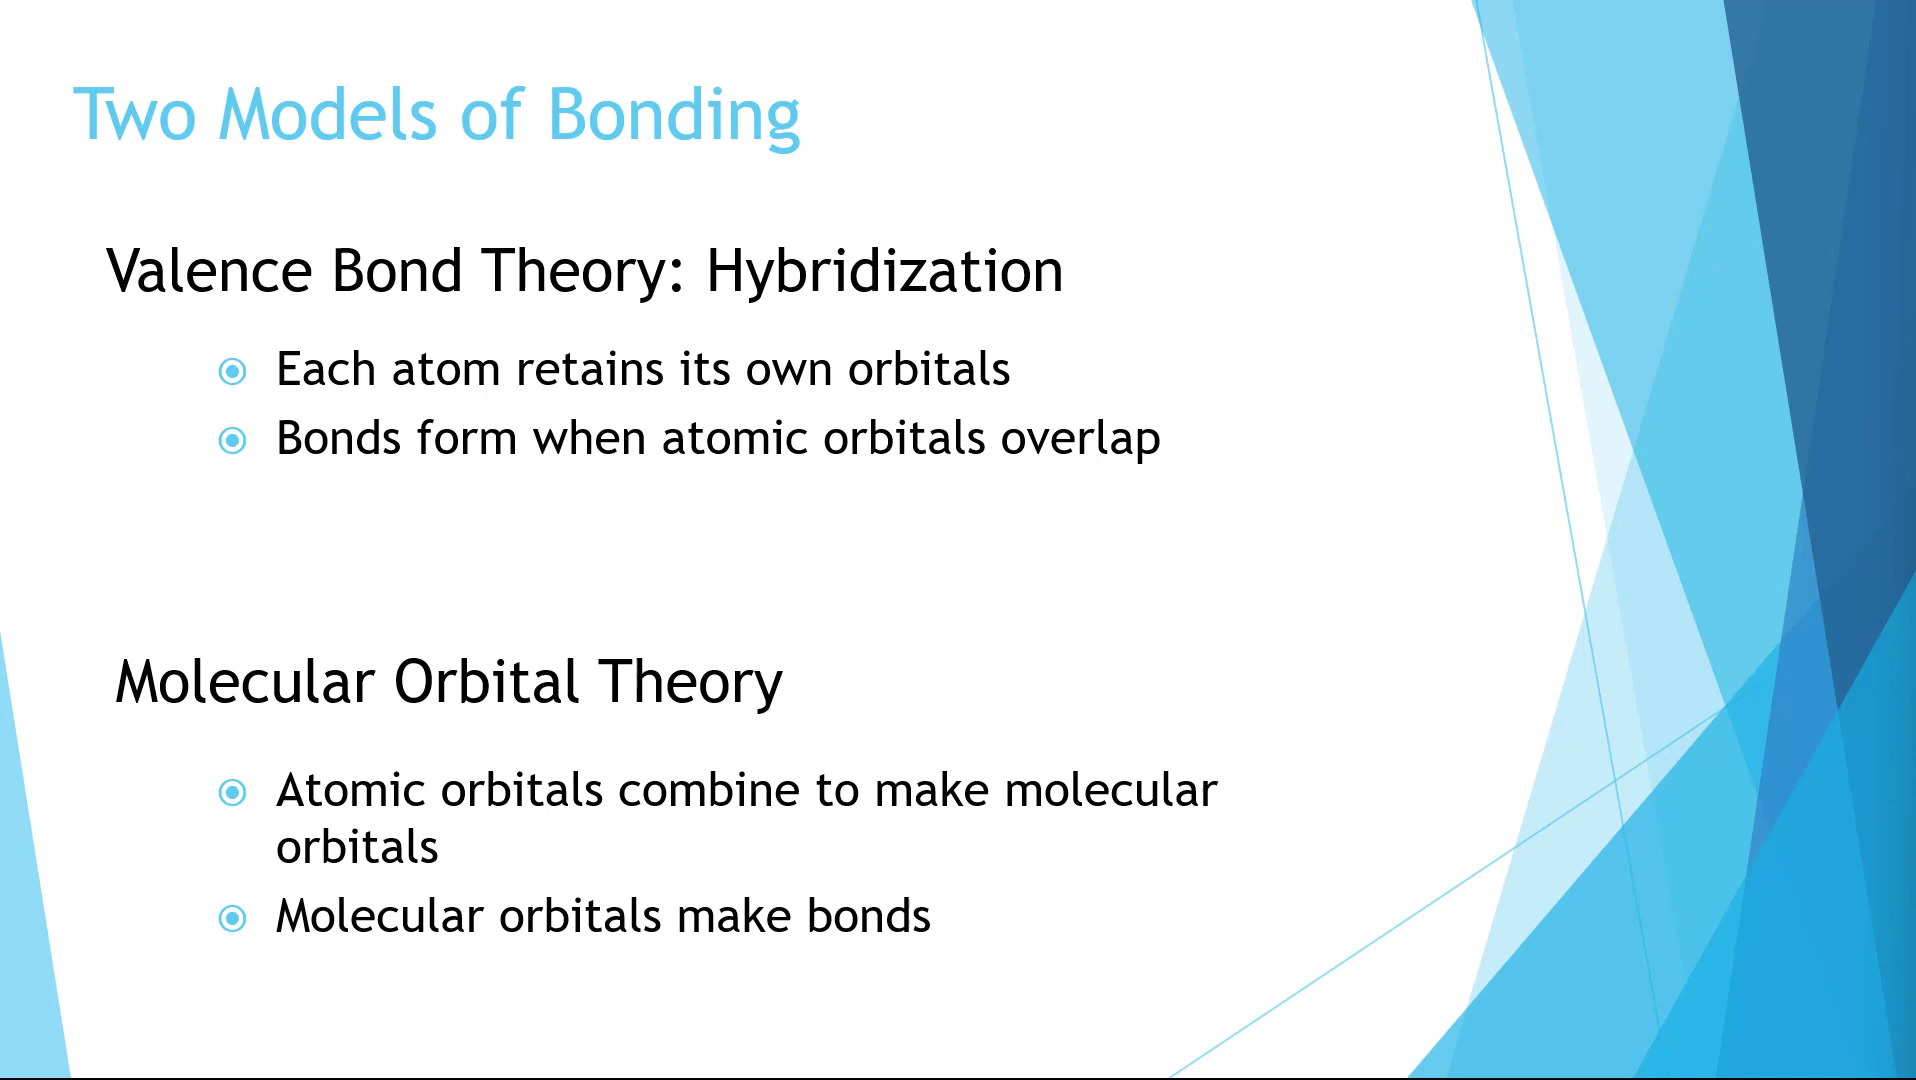 Two Models of Bonding
Valence Bond Theory: Hybridization
Each atom retains its own orbitals
Bonds form when atomic orbitals overlap
Molecular Orbital Theory
Atomic orbitals combine to make molecular
orbitals
Molecular orbitals make bonds